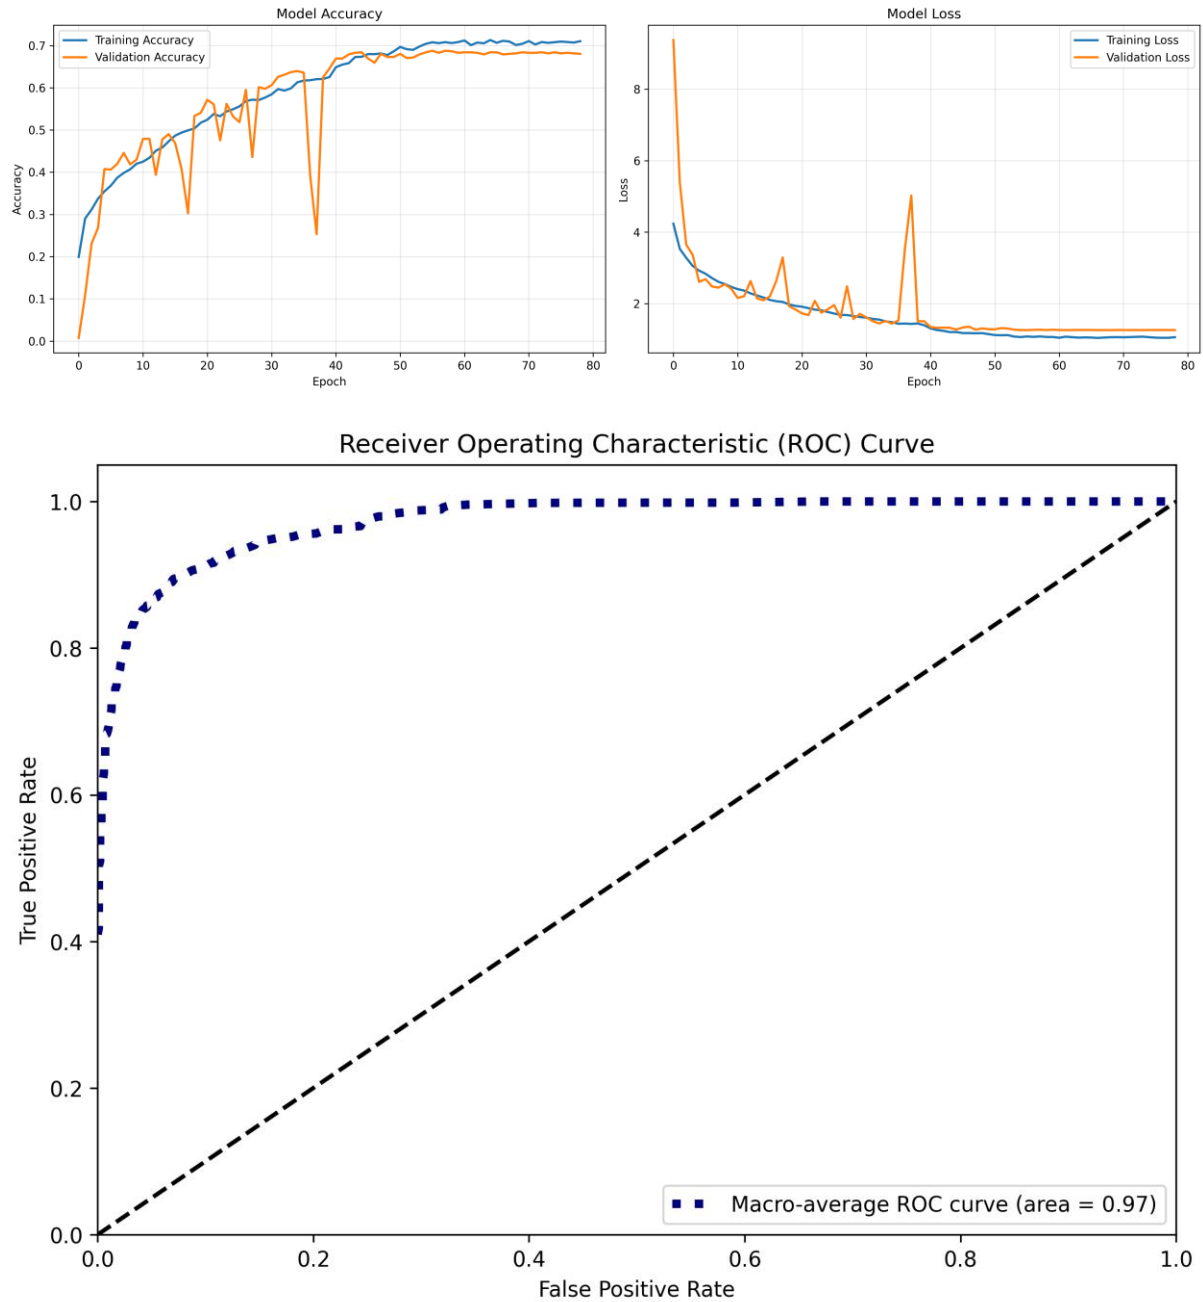 Model Accuracy
Training Accuracy
Validation Accuracy
0.7
0.6
0.5
0.4
0.3
0.2
0.1
0.0
Accuracy
0 10 20 30 40 50 60 70 80
Epoch
Model Loss
Training Loss
Validation Loss
8
6
4
2
Loss
0 10 20 30 40 50 60 70 80
Epoch
Receiver Operating Characteristic (ROC) Curve
1.0
0.8
0.6
0.4
0.2
0.0
True Positive Rate
Macro-average ROC curve (area = 0.97)
0.0 0.2 0.4 0.6 0.8 1.0
False Positive Rate